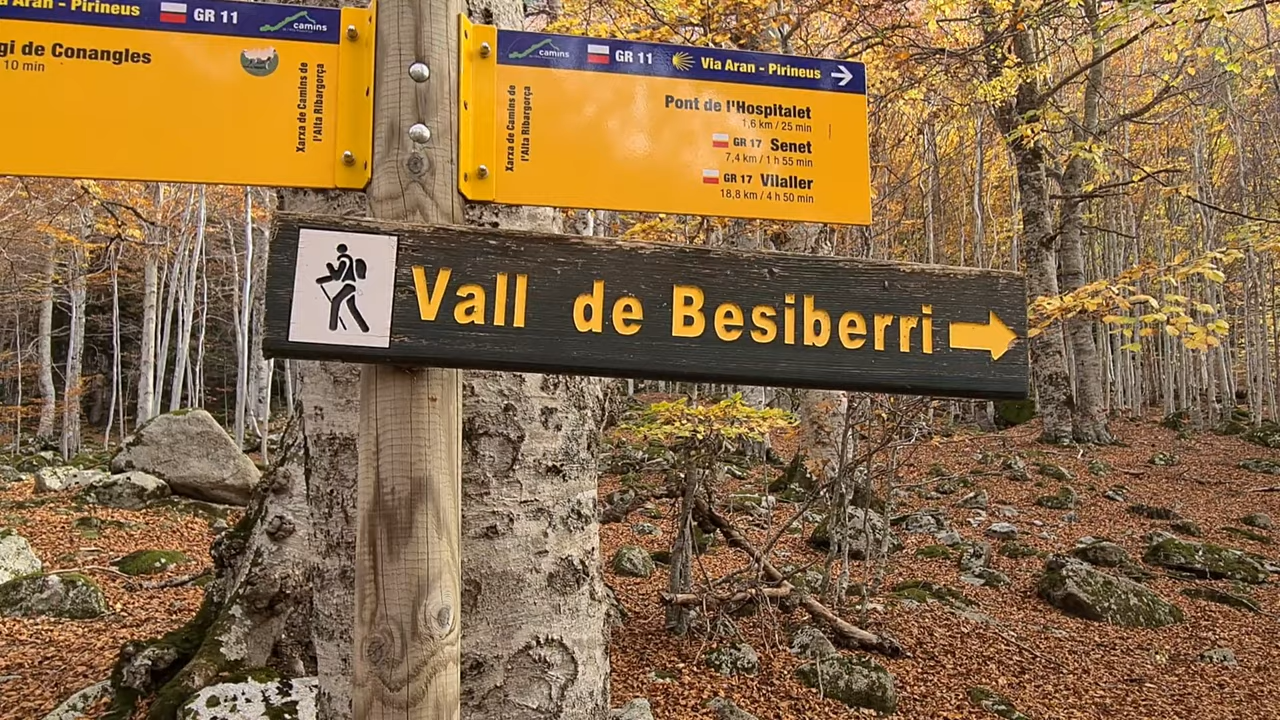 a Aran - Pirineus GR 11 camins
gi de Conangles
10 min
Xarxa de Camins de
l'Alta Ribargorça
camins GR 11 Via Aran - Pirineus
Xarxa de Camins de
l'Alta Ribargorça
Pont de l'Hospitalet
1,6 km / 25 min
GR 17 Senet
7,4 km / 1 h 55 min
GR 17 Vilaller
18,8 km / 4 h 50 min
Vall de Besiberri